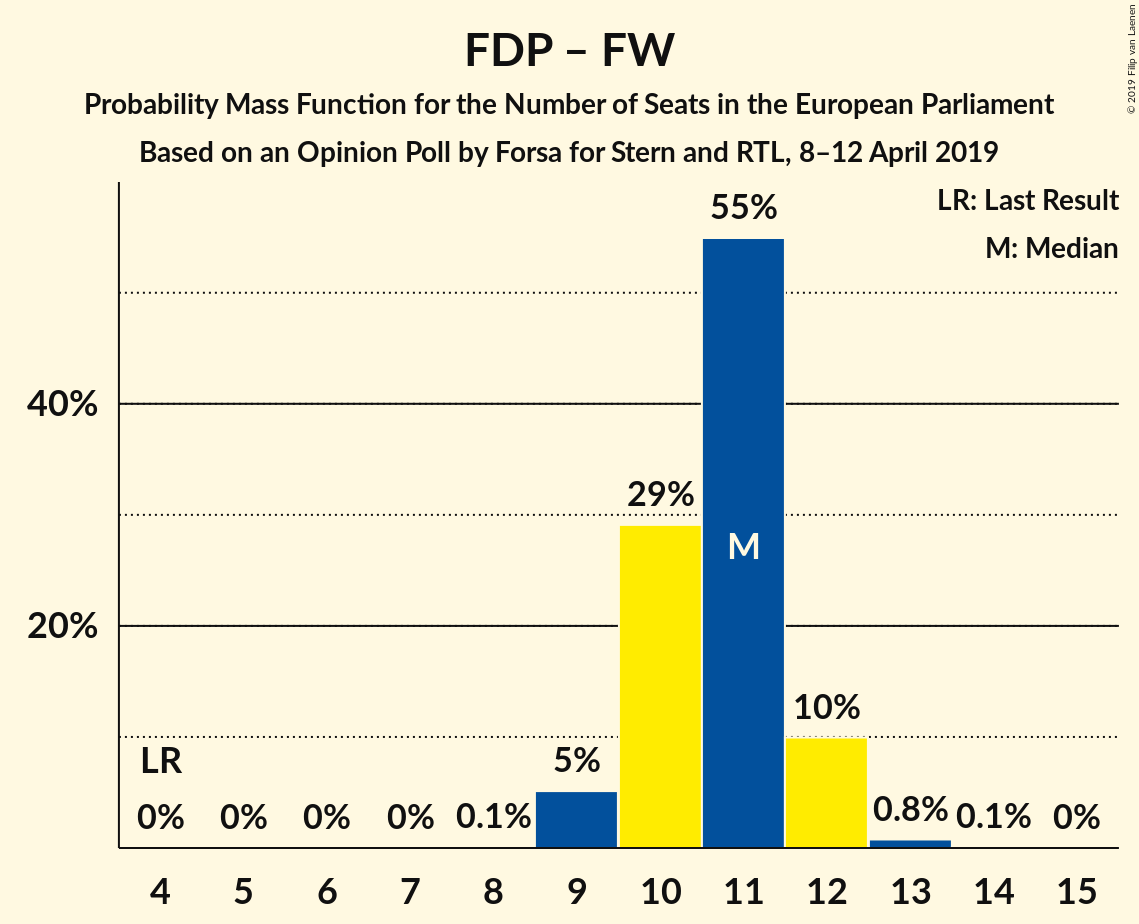 FDP – FW
Probability Mass Function for the Number of Seats in the European Parliament
Based on an Opinion Poll by Forsa for Stern and RTL, 8–12 April 2019
© 2019 Filip van Laenen
LR: Last Result
M: Median
55%
40%
29%
M
20%
10%
LR
5%
0% 0% 0% 0% 0.1% 0.8% 0.1% 0%
4 5 6 7 8 9 10 11 12 13 14 15